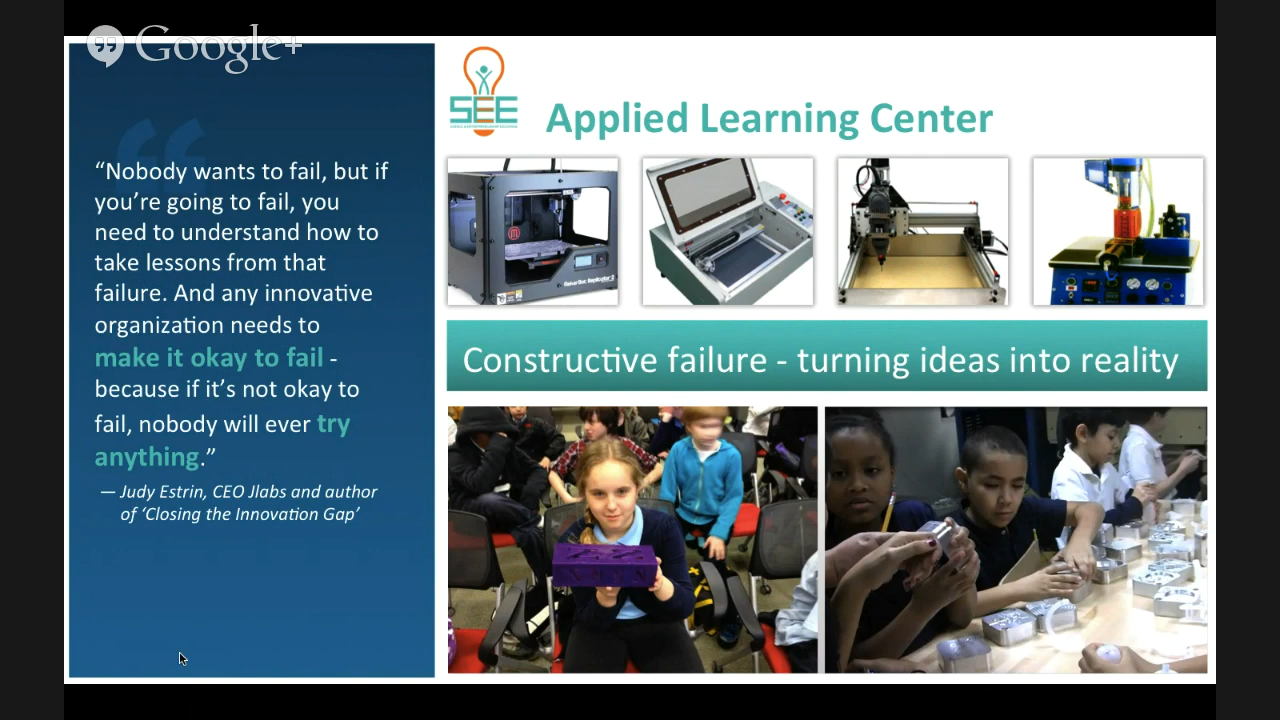 Google+
SEE
Applied Learning Center
“Nobody wants to fail, but if
you’re going to fail, you
need to understand how to
take lessons from that
failure. And any innovative
organization needs to
make it okay to fail -
because if it’s not okay to
fail, nobody will ever try
anything.”
— Judy Estrin, CEO Jlabs and author
of ‘Closing the Innovation Gap’
MakerBot Replicator 2
Constructive failure - turning ideas into reality